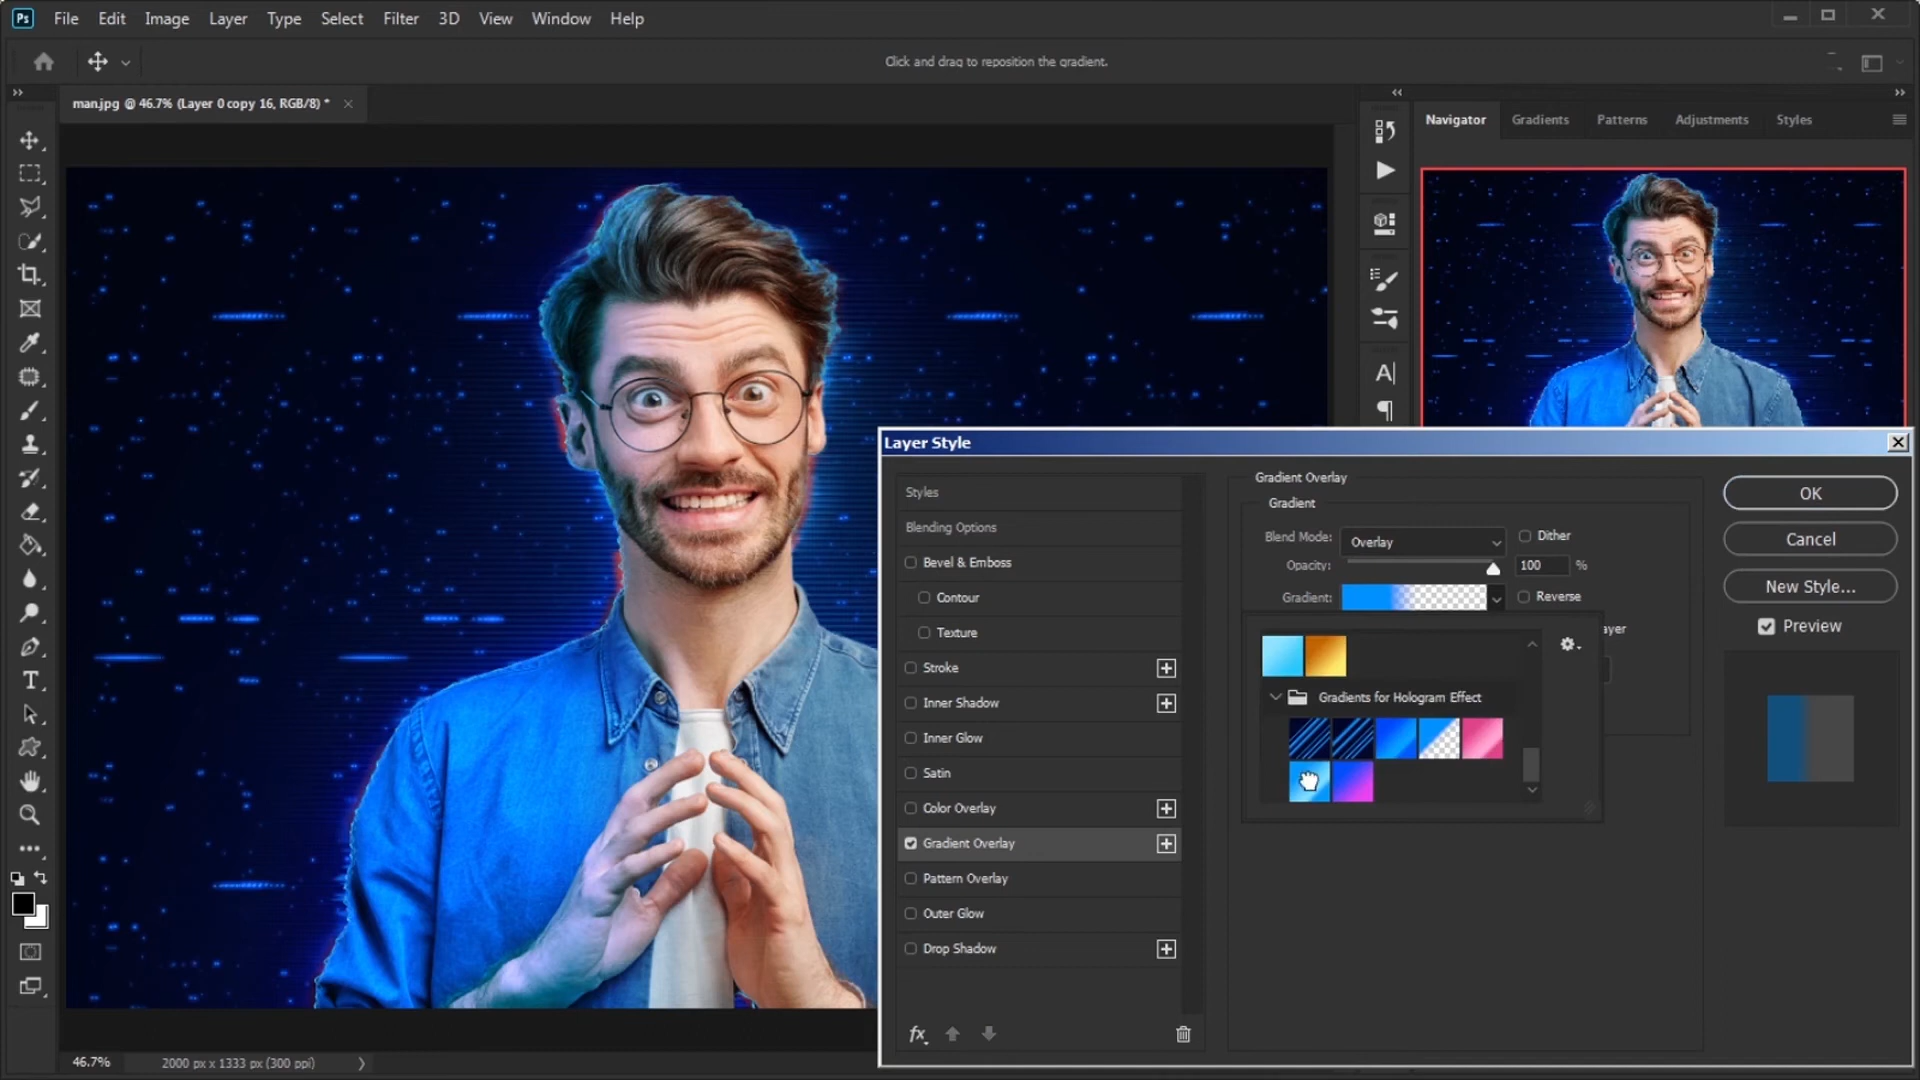 Ps File Edit Image Layer Type Select Filter 3D View Window Help
Click and drag to reposition the gradient.
man.jpg @ 46.7% (Layer 0 copy 16, RGB/8) *
Navigator Gradients Patterns Adjustments Styles
Layer Style
Styles
Blending Options
Bevel & Emboss
Contour
Texture
Stroke
Inner Shadow
Inner Glow
Satin
Color Overlay
Gradient Overlay
Pattern Overlay
Outer Glow
Drop Shadow
fx
Gradient Overlay
Gradient
Blend Mode: Overlay Dither
Opacity: 100 %
Gradient: Reverse
ayer
Gradients for Hologram Effect
OK
Cancel
New Style...
Preview
46.7% 2000 px x 1333 px (300 ppi)